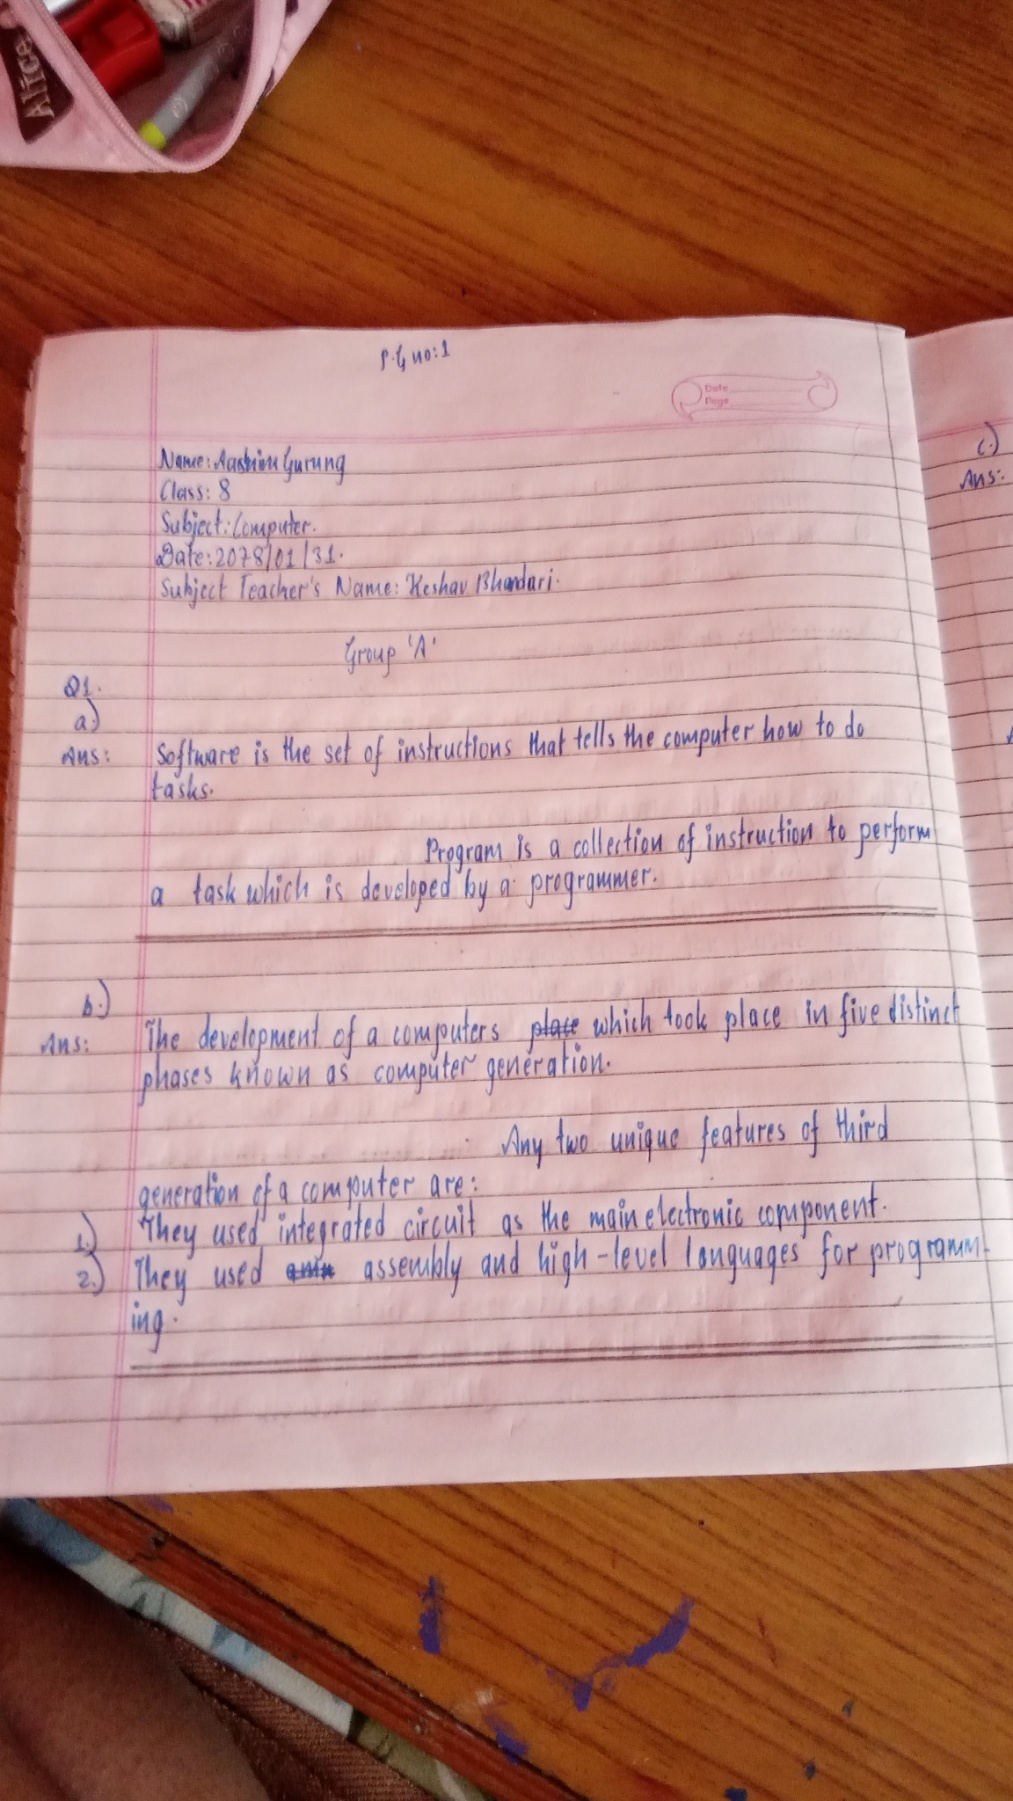 Alice
P.G no:1
Date
Page
Name: Aashim Gurung
Class: 8
Subject: Computer.
Date: 2078/01/31.
Subject Teacher's Name: Keshav Bhandari.
Group 'A'
Q1.
a.)
Ans: Software is the set of instructions that tells the computer how to do
tasks.
Program is a collection of instruction to perform
a task which is developed by a programmer.
b.)
Ans: The development of a computers place which took place in five distinct
phases known as computer generation.
Any two unique features of third
generation of a computer are:
1.) They used integrated circuit as the main electronic component.
2.) They used assembly and high-level languages for programm-
ing.
c.)
Ans: